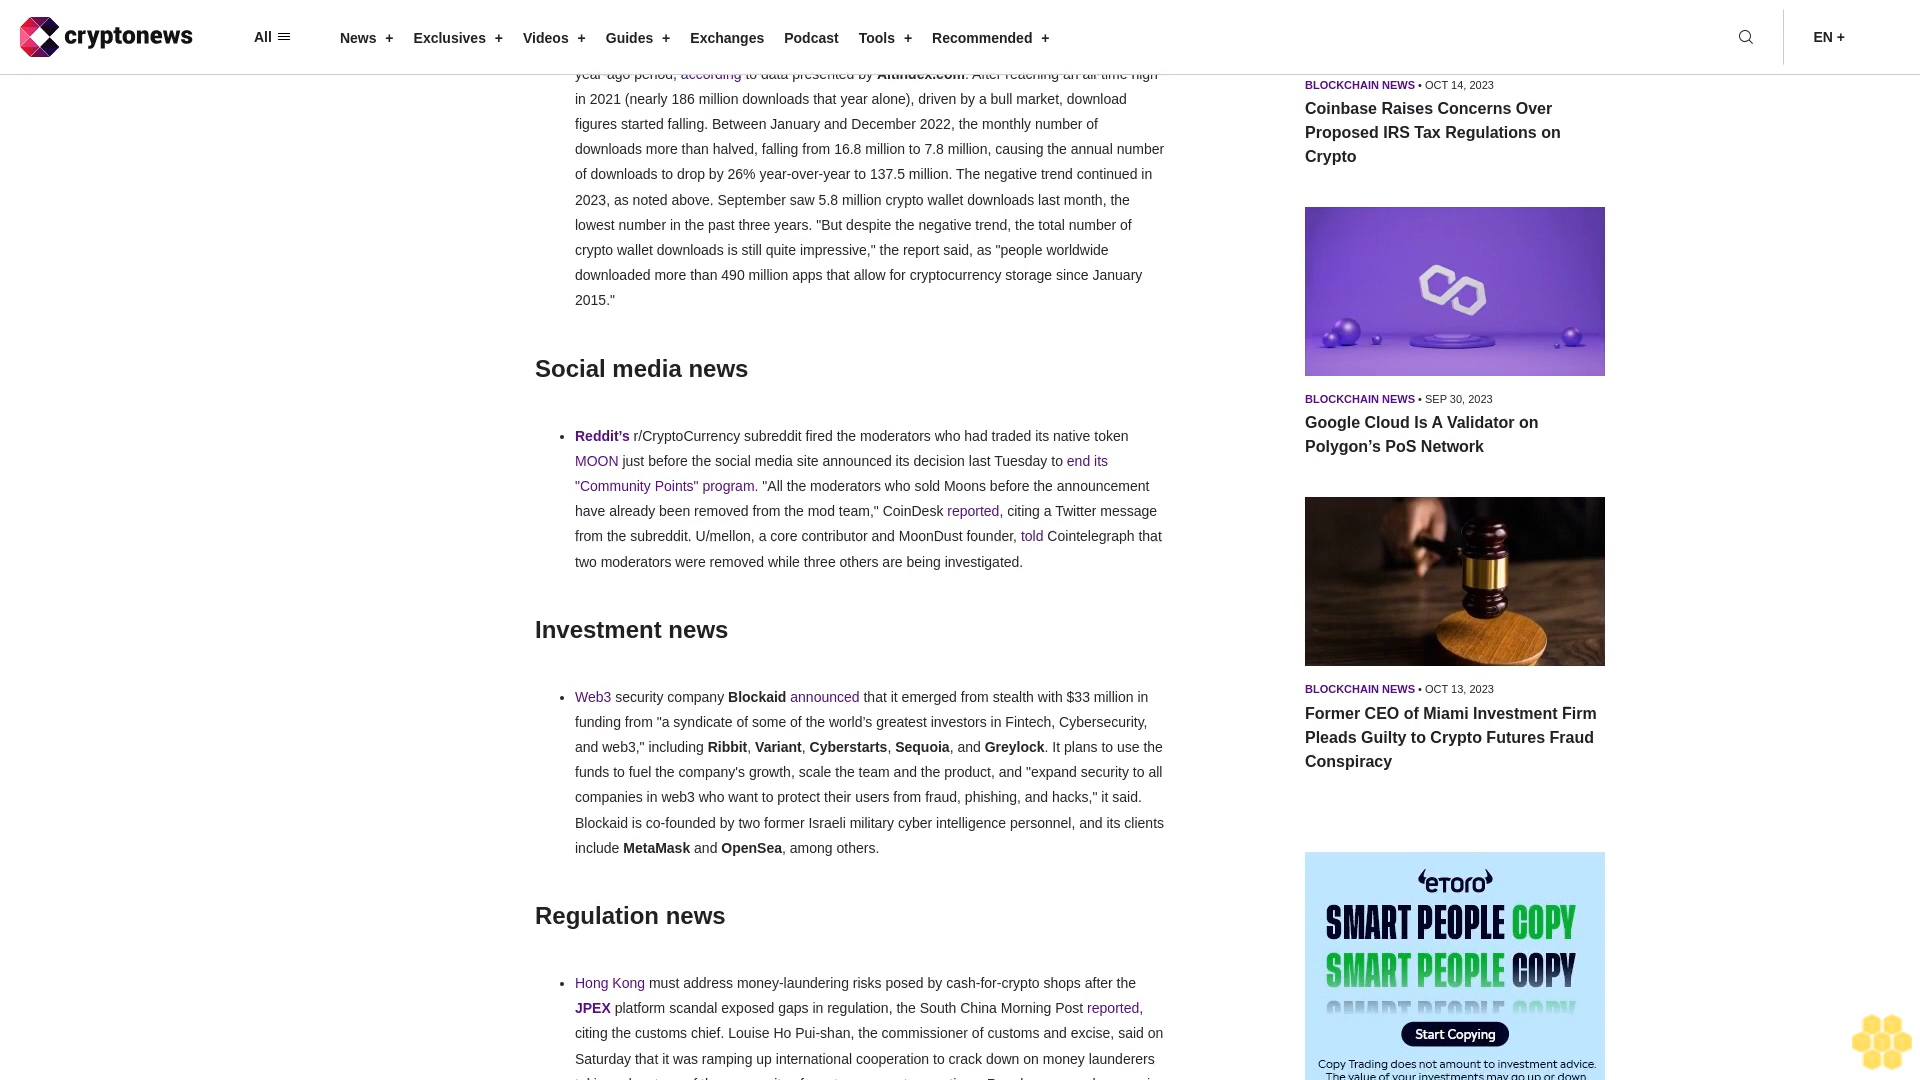 cryptonews
All
News +
Exclusives +
Videos +
Guides +
Exchanges
Podcast
Tools +
Recommended +
EN +
year-ago period, according to data presented by AltIndex.com. After reaching an all-time high
in 2021 (nearly 186 million downloads that year alone), driven by a bull market, download
figures started falling. Between January and December 2022, the monthly number of
downloads more than halved, falling from 16.8 million to 7.8 million, causing the annual number
of downloads to drop by 26% year-over-year to 137.5 million. The negative trend continued in
2023, as noted above. September saw 5.8 million crypto wallet downloads last month, the
lowest number in the past three years. "But despite the negative trend, the total number of
crypto wallet downloads is still quite impressive," the report said, as "people worldwide
downloaded more than 490 million apps that allow for cryptocurrency storage since January
2015."
Social media news
Reddit’s r/CryptoCurrency subreddit fired the moderators who had traded its native token
MOON just before the social media site announced its decision last Tuesday to end its
"Community Points" program. "All the moderators who sold Moons before the announcement
have already been removed from the mod team," CoinDesk reported, citing a Twitter message
from the subreddit. U/mellon, a core contributor and MoonDust founder, told Cointelegraph that
two moderators were removed while three others are being investigated.
Investment news
Web3 security company Blockaid announced that it emerged from stealth with $33 million in
funding from "a syndicate of some of the world’s greatest investors in Fintech, Cybersecurity,
and web3," including Ribbit, Variant, Cyberstarts, Sequoia, and Greylock. It plans to use the
funds to fuel the company's growth, scale the team and the product, and "expand security to all
companies in web3 who want to protect their users from fraud, phishing, and hacks," it said.
Blockaid is co-founded by two former Israeli military cyber intelligence personnel, and its clients
include MetaMask and OpenSea, among others.
Regulation news
Hong Kong must address money-laundering risks posed by cash-for-crypto shops after the
JPEX platform scandal exposed gaps in regulation, the South China Morning Post reported,
citing the customs chief. Louise Ho Pui-shan, the commissioner of customs and excise, said on
Saturday that it was ramping up international cooperation to crack down on money launderers
BLOCKCHAIN NEWS • OCT 14, 2023
Coinbase Raises Concerns Over
Proposed IRS Tax Regulations on
Crypto
BLOCKCHAIN NEWS • SEP 30, 2023
Google Cloud Is A Validator on
Polygon’s PoS Network
BLOCKCHAIN NEWS • OCT 13, 2023
Former CEO of Miami Investment Firm
Pleads Guilty to Crypto Futures Fraud
Conspiracy
eToro
SMART PEOPLE COPY
SMART PEOPLE COPY
SMART PEOPLE COPY
Start Copying
Copy Trading does not amount to investment advice.
The value of your investments may go up or down.